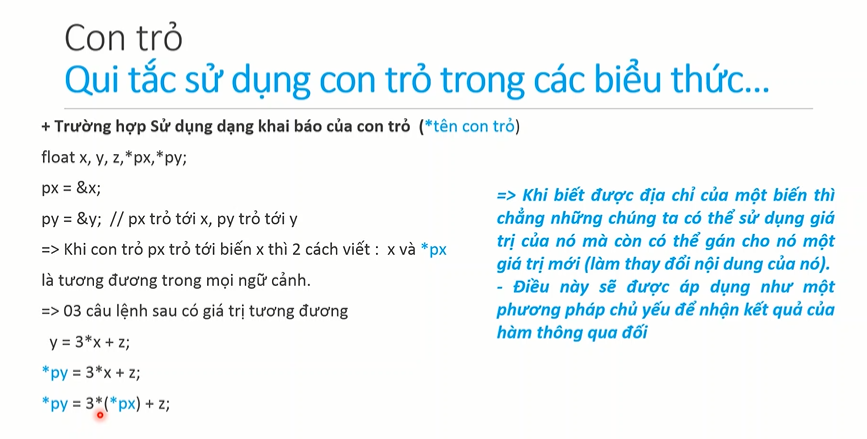 Con trỏ
Qui tắc sử dụng con trỏ trong các biểu thức...
+ Trường hợp Sử dụng dạng khai báo của con trỏ (*tên con trỏ)
float x, y, z,*px,*py;
px = &x;
py = &y; // px trỏ tới x, py trỏ tới y
=> Khi con trỏ px trỏ tới biến x thì 2 cách viết : x và *px
là tương đương trong mọi ngữ cảnh.
=> 03 câu lệnh sau có giá trị tương đương
y = 3*x + z;
*py = 3*x + z;
*py = 3*(*px) + z;
=> Khi biết được địa chỉ của một biến thì
chẳng những chúng ta có thể sử dụng giá
trị của nó mà còn có thể gán cho nó một
giá trị mới (làm thay đổi nội dung của nó).
- Điều này sẽ được áp dụng như một
phương pháp chủ yếu để nhận kết quả của
hàm thông qua đối